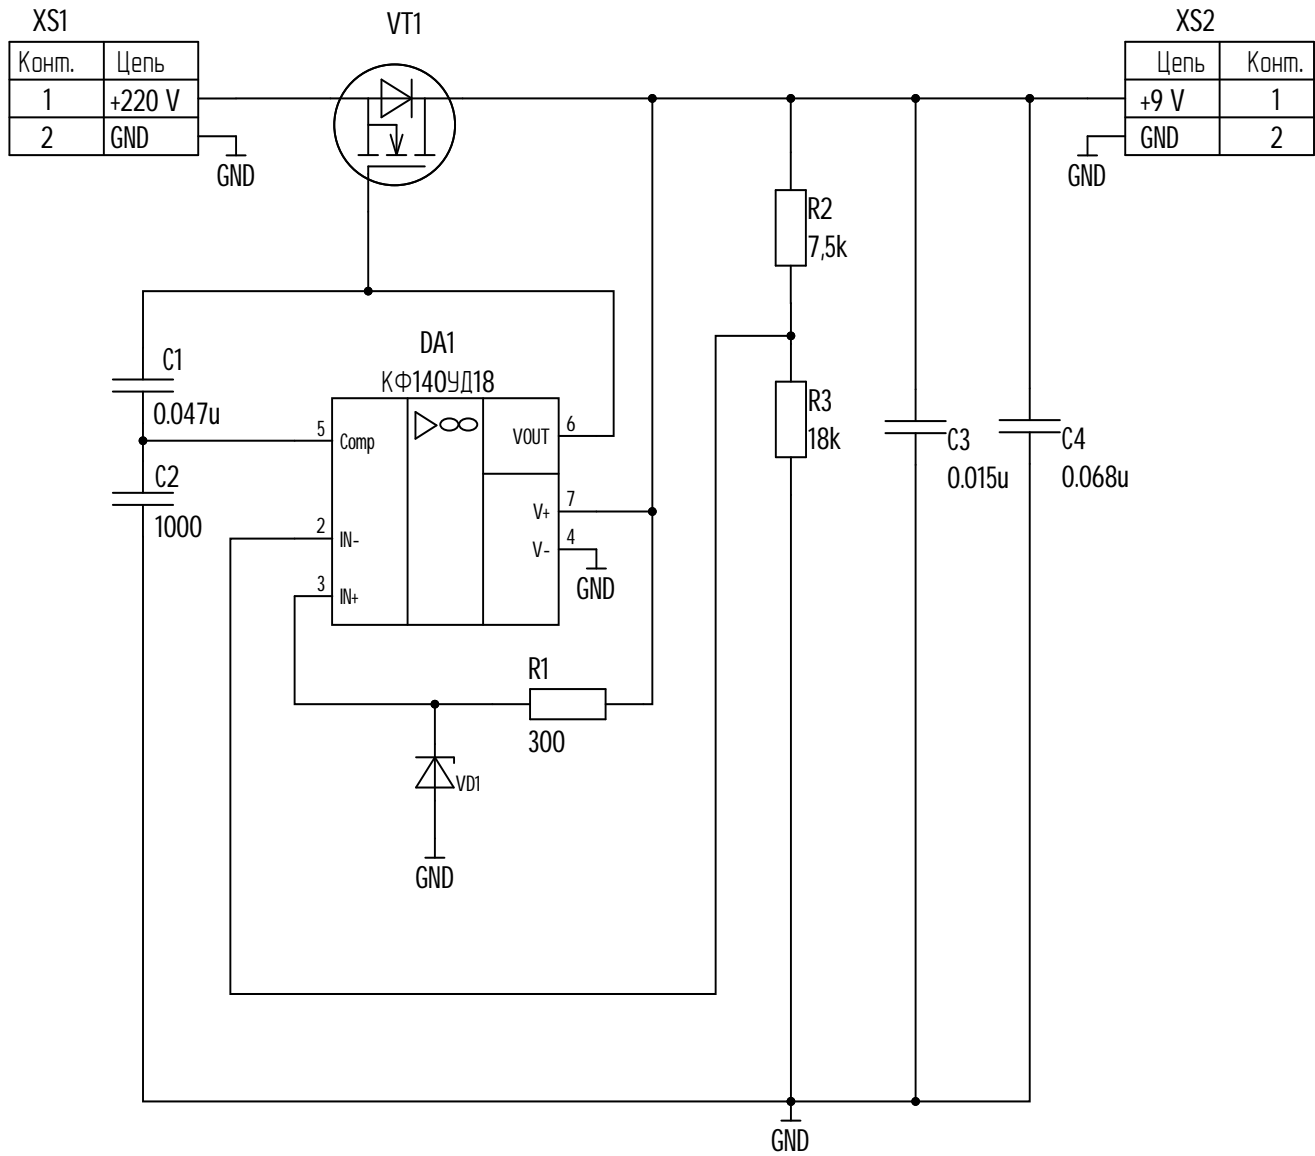 XS1
VT1
XS2
Конт. Цепь
1 +220 V
2 GND
GND
Цепь Конт.
+9 V 1
GND 2
GND
R2
7,5k
DA1
КФ140УД18
C1
0.047u
5 Comp
VOUT 6
R3
18k
C3
0.015u
C4
0.068u
C2
1000
V+ 7
2 IN-
V- 4
GND
3 IN+
R1
300
VD1
GND
GND